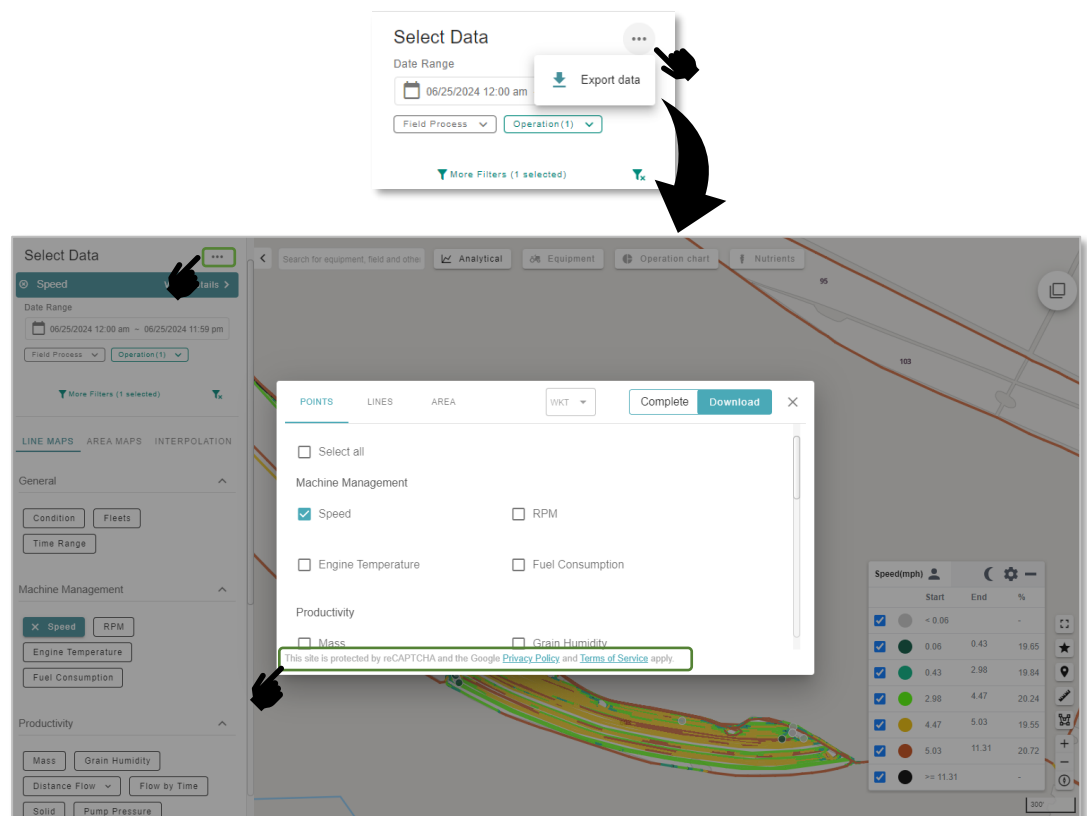 Select Data
•••
Export data
Date Range
06/25/2024 12:00 am
Field Process
Operation(1)
More Filters (1 selected)
Select Data
•••
Speed
Date Range
06/25/2024 12:00 am - 06/25/2024 11:59 pm
Field Process
Operation(1)
More Filters (1 selected)
LINE MAPS AREA MAPS INTERPOLATION
General
Condition Fleets
Time Range
Machine Management
X Speed RPM
Engine Temperature
Fuel Consumption
Productivity
Mass Grain Humidity
Distance Flow Flow by Time
Solid Pump Pressure
Search for equipment, field and other
Analytical Equipment Operation chart Nutrients
95
103
POINTS LINES AREA WKT Complete Download
Select all
Machine Management
Speed RPM
Engine Temperature Fuel Consumption
Productivity
Mass Grain Humidity
This site is protected by reCAPTCHA and the Google Privacy Policy and Terms of Service apply.
Speed(mph)
Start End %
< 0.06 -
0.06 0.43 19.65
0.43 2.98 19.84
2.98 4.47 20.24
4.47 5.03 19.55
5.03 11.31 20.72
>= 11.31 -
300'